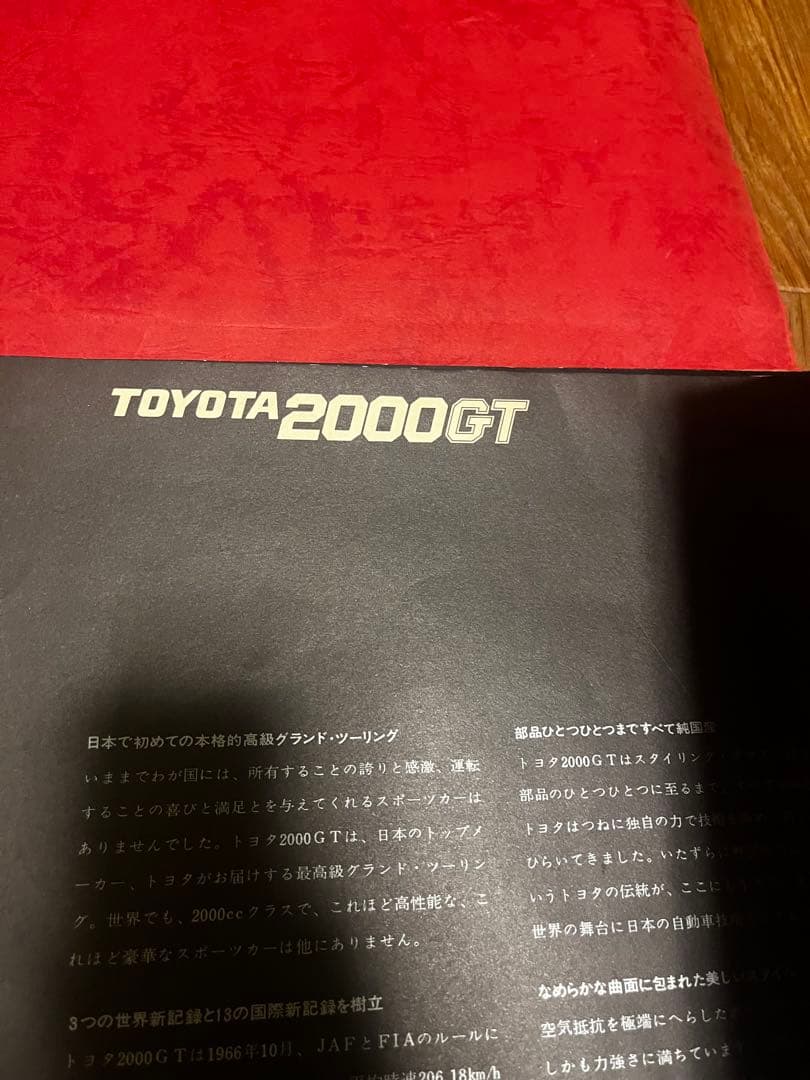 TOYOTA 2000GT
日本で初めての本格的高級グランド・ツーリング
いままでわが国には、所有することの誇りと感激、運転
することの喜びと満足とを与えてくれるスポーツカーは
ありませんでした。トヨタ2000GTは、日本のトップメ
ーカー、トヨタがお届けする最高級グランド・ツーリン
グ。世界でも、2000ccクラスで、これほど高性能な、こ
れほど豪華なスポーツカーは他にありません。
3つの世界新記録と13の国際新記録を樹立
トヨタ2000GTは1966年10月、JAFとFIAのルールに
平均時速206.18km/h
部品ひとつひとつまですべて純国産
トヨタ2000GTはスタイリング
部品のひとつひとつに至るまで
トヨタはつねに独自の力で技
ひらいてきました。いたずらに
いうトヨタの伝統が、ここに
世界の舞台に日本の自動車技
なめらかな曲面に包まれた美しいスタイル
空気抵抗を極端にへらした
しかも力強さに満ちています